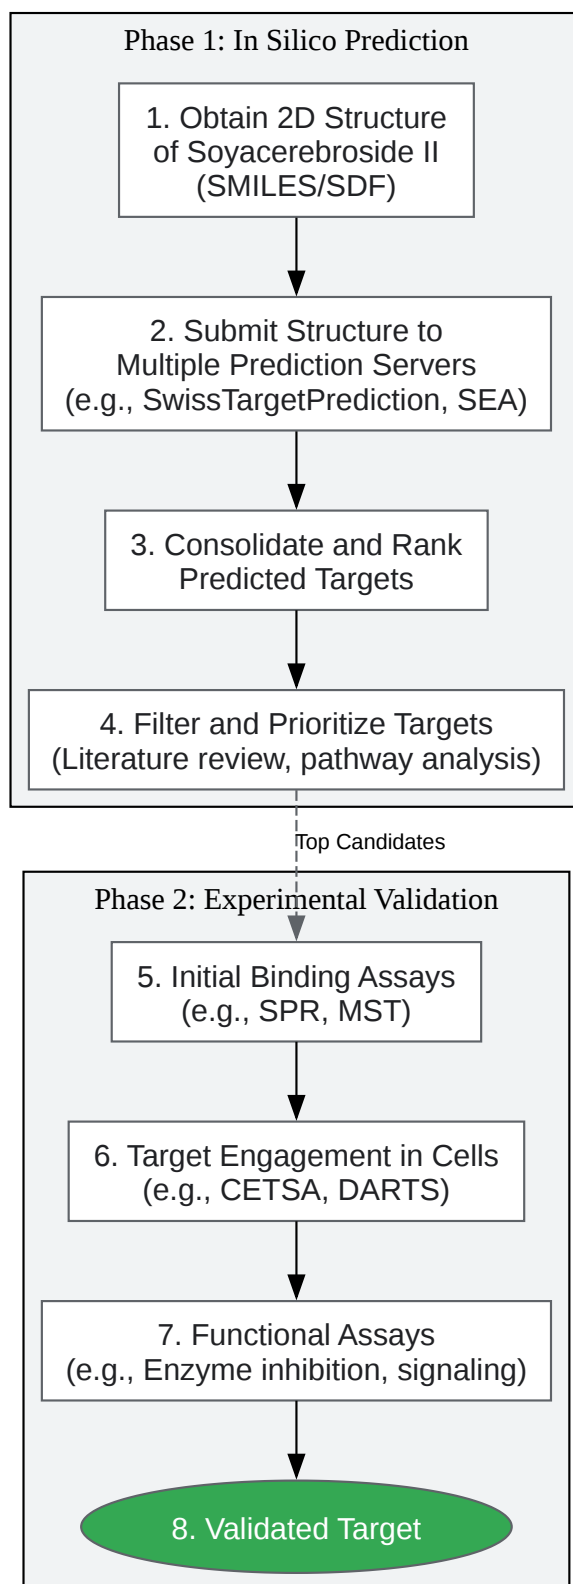 Phase 1: In Silico Prediction
1. Obtain 2D Structure
of Soyacerebroside II
(SMILES/SDF)
2. Submit Structure to
Multiple Prediction Servers
(e.g., SwissTargetPrediction, SEA)
3. Consolidate and Rank
Predicted Targets
4. Filter and Prioritize Targets
(Literature review, pathway analysis)
Top Candidates
Phase 2: Experimental Validation
5. Initial Binding Assays
(e.g., SPR, MST)
6. Target Engagement in Cells
(e.g., CETSA, DARTS)
7. Functional Assays
(e.g., Enzyme inhibition, signaling)
8. Validated Target